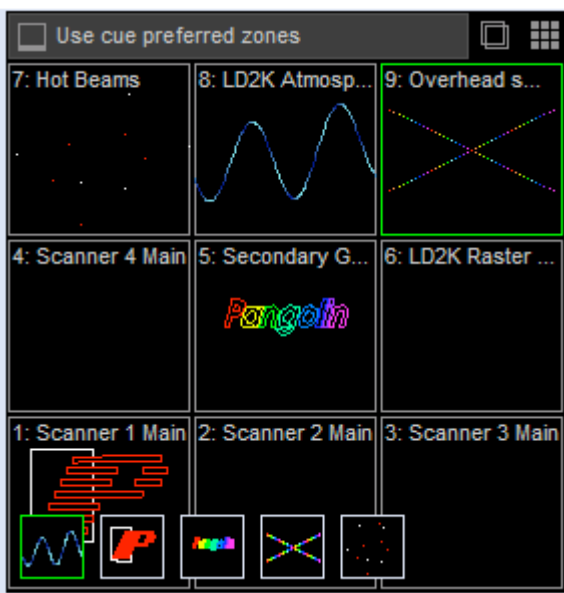 Use cue preferred zones
7: Hot Beams
8: LD2K Atmosp...
9: Overhead s...
4: Scanner 4 Main
5: Secondary G...
6: LD2K Raster ...
Pangolin
1: Scanner 1 Main
2: Scanner 2 Main
3: Scanner 3 Main
P